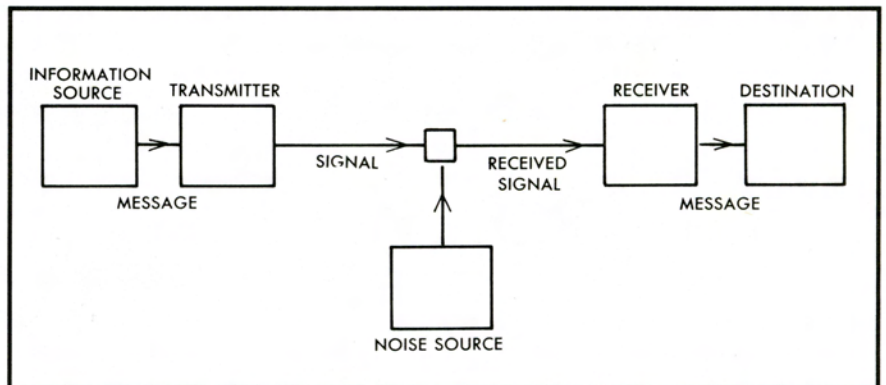 INFORMATION
SOURCE
TRANSMITTER
RECEIVER
DESTINATION
SIGNAL
RECEIVED
SIGNAL
MESSAGE
MESSAGE
NOISE SOURCE